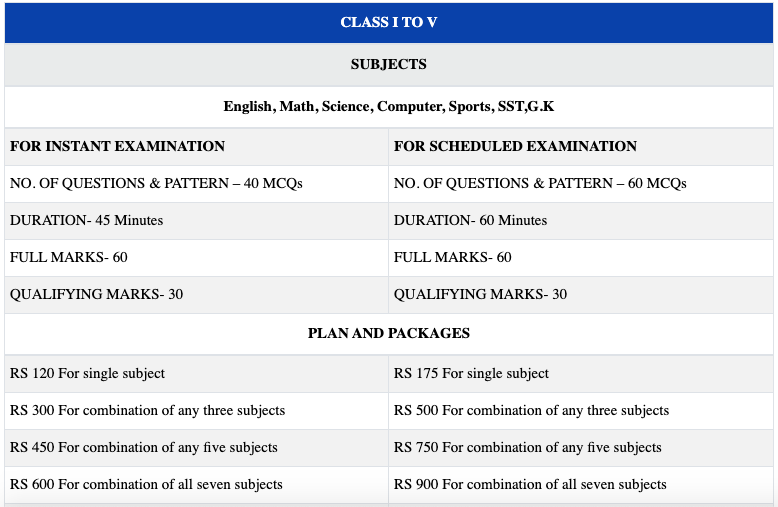 CLASS I TO V
SUBJECTS
English, Math, Science, Computer, Sports, SST,G.K
FOR INSTANT EXAMINATION
FOR SCHEDULED EXAMINATION
NO. OF QUESTIONS & PATTERN – 40 MCQs
NO. OF QUESTIONS & PATTERN – 60 MCQs
DURATION- 45 Minutes
DURATION- 60 Minutes
FULL MARKS- 60
FULL MARKS- 60
QUALIFYING MARKS- 30
QUALIFYING MARKS- 30
PLAN AND PACKAGES
RS 120 For single subject
RS 175 For single subject
RS 300 For combination of any three subjects
RS 500 For combination of any three subjects
RS 450 For combination of any five subjects
RS 750 For combination of any five subjects
RS 600 For combination of all seven subjects
RS 900 For combination of all seven subjects